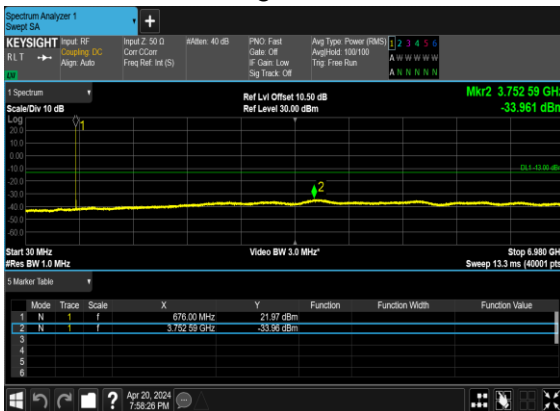 Spectrum Analyzer 1
Swept SA
KEYSIGHT Input: RF Input Z: 50 Ω #Atten: 40 dB PNO: Fast Avg Type: Power (RMS) 1 2 3 4 5 6
RLT Coupling: DC Corr CCorr Gate: Off Avg|Hold: 100/100 A W W W W W
Align: Auto Freq Ref: Int (S) IF Gain: Low Trig: Free Run
LV Sig Track: Off A N N N N N
1 Spectrum Ref Lvl Offset 10.50 dB Mkr2 3.752 59 GHz
Scale/Div 10 dB Ref Level 30.00 dBm -33.961 dBm
Log
20.0 1
10.0
0.00
-10.0 DL1 -13.00 dBm
-20.0 2
-30.0
-40.0
-50.0
-60.0
Start 30 MHz Video BW 3.0 MHz* Stop 6.980 GH
#Res BW 1.0 MHz Sweep 13.3 ms (40001 pts
5 Marker Table
Mode Trace Scale X Y Function Function Width Function Value
1 N 1 f 676.00 MHz 21.97 dBm
2 N 1 f 3.752 59 GHz -33.96 dBm
3
4
5
6
? Apr 20, 2024
7:58:26 PM